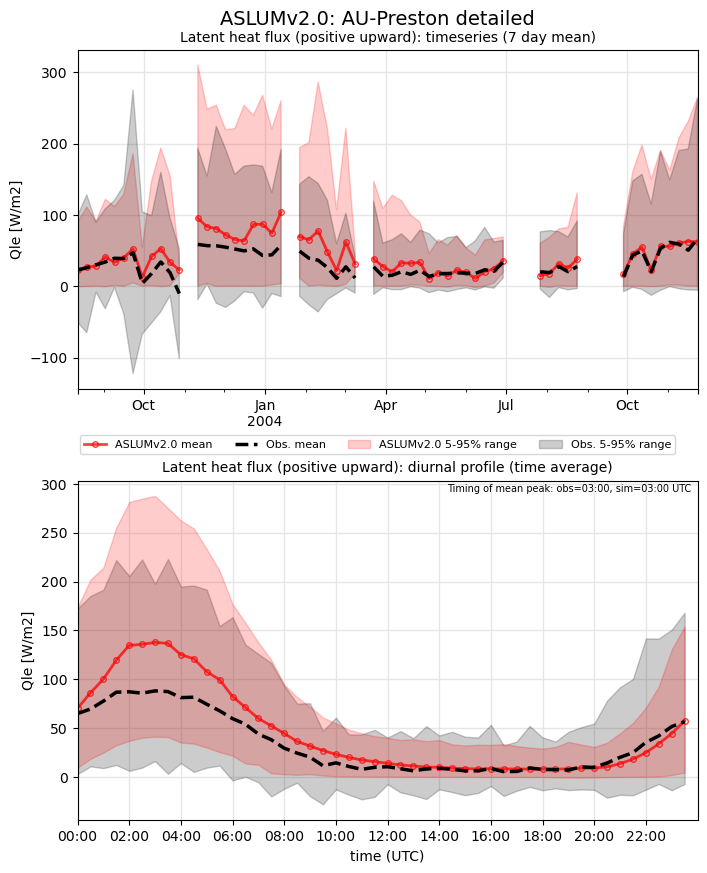 ASLUMv2.0: AU-Preston detailed
Latent heat flux (positive upward): timeseries (7 day mean)
Qle [W/m2]
300
200
100
0
−100
Oct
Jan
2004
Apr
Jul
Oct
ASLUMv2.0 mean
Obs. mean
ASLUMv2.0 5-95% range
Obs. 5-95% range
Latent heat flux (positive upward): diurnal profile (time average)
Timing of mean peak: obs=03:00, sim=03:00 UTC
Qle [W/m2]
300
250
200
150
100
50
0
00:00
02:00
04:00
06:00
08:00
10:00
12:00
14:00
16:00
18:00
20:00
22:00
time (UTC)